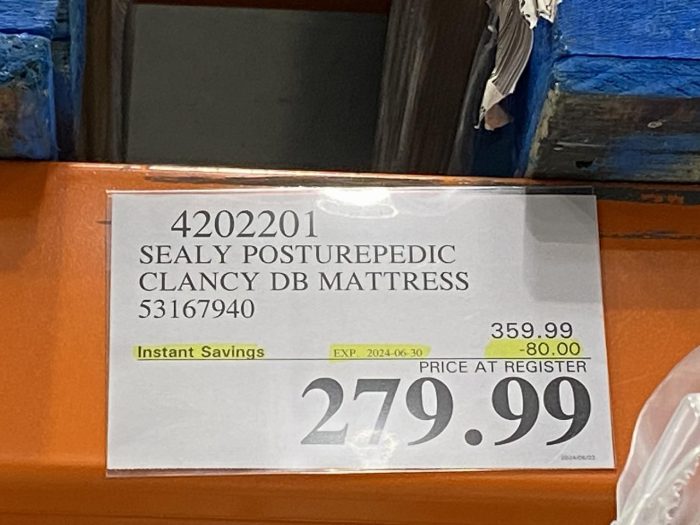 4202201
SEALY POSTUREPEDIC
CLANCY DB MATTRESS
53167940
359.99
Instant Savings EXP. 2024-06-30 -80.00
PRICE AT REGISTER
279.99